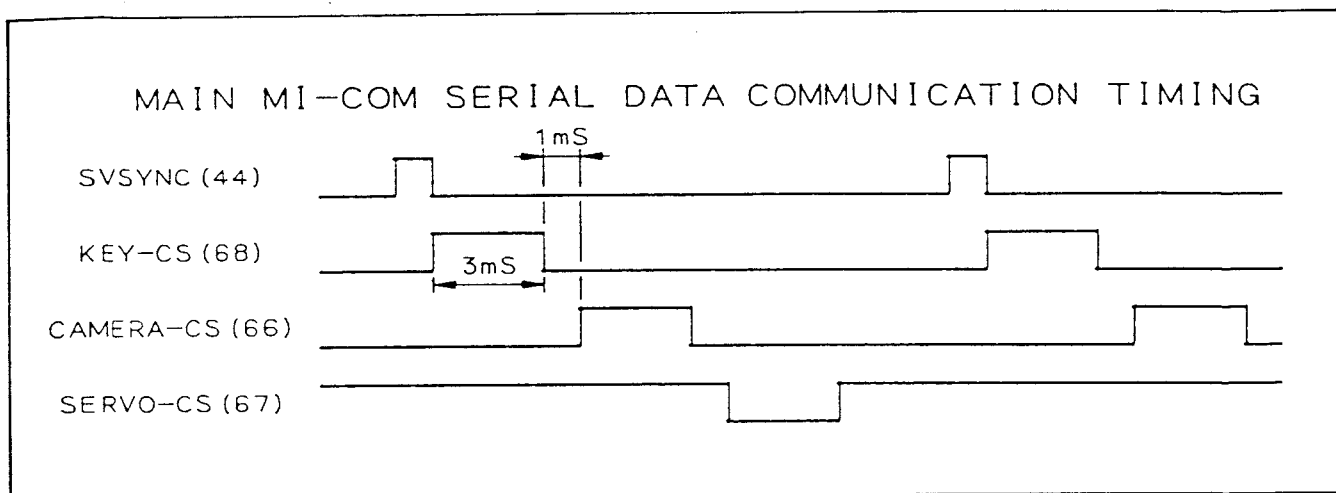 MAIN MI-COM SERIAL DATA COMMUNICATION TIMING
1mS
SVSYNC (44)
KEY-CS (68)
3mS
CAMERA-CS (66)
SERVO-CS (67)